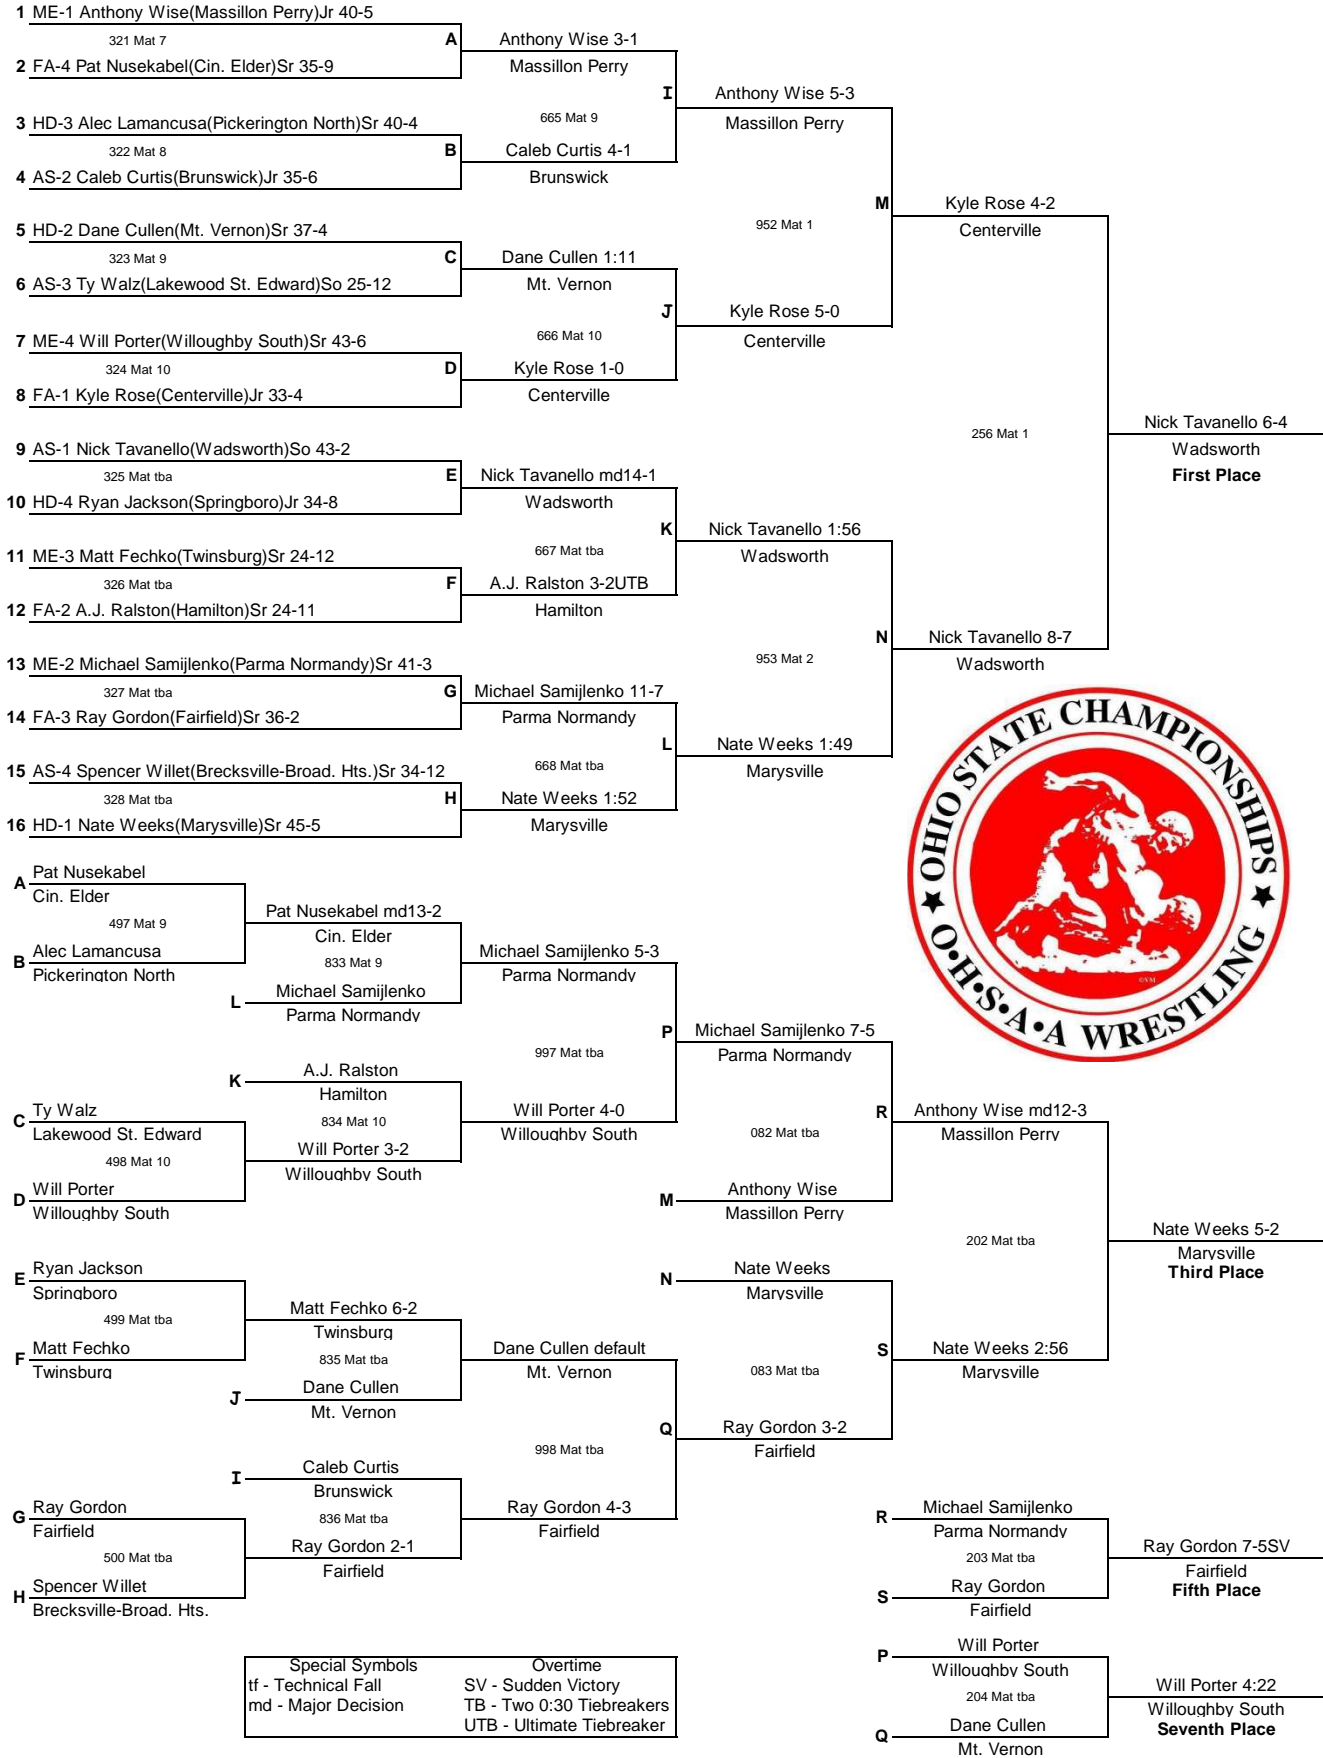 1 ME-1 Anthony Wise(Massillon Perry)Jr 40-5
321 Mat 7
A
2 FA-4 Pat Nusekabel(Cin. Elder)Sr 35-9
Anthony Wise 3-1
Massillon Perry
I
665 Mat 9
3 HD-3 Alec Lamancusa(Pickerington North)Sr 40-4
322 Mat 8
B
4 AS-2 Caleb Curtis(Brunswick)Jr 35-6
Caleb Curtis 4-1
Brunswick
Anthony Wise 5-3
Massillon Perry
M
952 Mat 1
5 HD-2 Dane Cullen(Mt. Vernon)Sr 37-4
323 Mat 9
C
6 AS-3 Ty Walz(Lakewood St. Edward)So 25-12
Dane Cullen 1:11
Mt. Vernon
J
666 Mat 10
7 ME-4 Will Porter(Willoughby South)Sr 43-6
324 Mat 10
D
8 FA-1 Kyle Rose(Centerville)Jr 33-4
Kyle Rose 1-0
Centerville
Kyle Rose 5-0
Centerville
Kyle Rose 4-2
Centerville
256 Mat 1
Nick Tavanello 6-4
Wadsworth
First Place
9 AS-1 Nick Tavanello(Wadsworth)So 43-2
325 Mat tba
E
10 HD-4 Ryan Jackson(Springboro)Jr 34-8
Nick Tavanello md14-1
Wadsworth
K
667 Mat tba
11 ME-3 Matt Fechko(Twinsburg)Sr 24-12
326 Mat tba
F
12 FA-2 A.J. Ralston(Hamilton)Sr 24-11
A.J. Ralston 3-2UTB
Hamilton
Nick Tavanello 1:56
Wadsworth
N
953 Mat 2
Nick Tavanello 8-7
Wadsworth
13 ME-2 Michael Samijlenko(Parma Normandy)Sr 41-3
327 Mat tba
G
14 FA-3 Ray Gordon(Fairfield)Sr 36-2
Michael Samijlenko 11-7
Parma Normandy
L
668 Mat tba
15 AS-4 Spencer Willet(Brecksville-Broad. Hts.)Sr 34-12
328 Mat tba
H
16 HD-1 Nate Weeks(Marysville)Sr 45-5
Nate Weeks 1:52
Marysville
Nate Weeks 1:49
Marysville
OHIO STATE CHAMPIONSHIPS
O•H•S•A•A WRESTLING
©VM
A Pat Nusekabel
Cin. Elder
497 Mat 9
B Alec Lamancusa
Pickerington North
Pat Nusekabel md13-2
Cin. Elder
833 Mat 9
L Michael Samijlenko
Parma Normandy
Michael Samijlenko 5-3
Parma Normandy
P
997 Mat tba
K A.J. Ralston
Hamilton
834 Mat 10
C Ty Walz
Lakewood St. Edward
498 Mat 10
D Will Porter
Willoughby South
Will Porter 3-2
Willoughby South
Will Porter 4-0
Willoughby South
Michael Samijlenko 7-5
Parma Normandy
R
082 Mat tba
M Anthony Wise
Massillon Perry
Anthony Wise md12-3
Massillon Perry
202 Mat tba
Nate Weeks 5-2
Marysville
Third Place
E Ryan Jackson
Springboro
499 Mat tba
F Matt Fechko
Twinsburg
Matt Fechko 6-2
Twinsburg
835 Mat tba
J Dane Cullen
Mt. Vernon
Dane Cullen default
Mt. Vernon
Q
998 Mat tba
N Nate Weeks
Marysville
S
083 Mat tba
Nate Weeks 2:56
Marysville
Ray Gordon 3-2
Fairfield
I Caleb Curtis
Brunswick
836 Mat tba
G Ray Gordon
Fairfield
500 Mat tba
H Spencer Willet
Brecksville-Broad. Hts.
Ray Gordon 2-1
Fairfield
Ray Gordon 4-3
Fairfield
R Michael Samijlenko
Parma Normandy
203 Mat tba
S Ray Gordon
Fairfield
Ray Gordon 7-5SV
Fairfield
Fifth Place
P Will Porter
Willoughby South
204 Mat tba
Q Dane Cullen
Mt. Vernon
Will Porter 4:22
Willoughby South
Seventh Place
Special Symbols
tf - Technical Fall
md - Major Decision
Overtime
SV - Sudden Victory
TB - Two 0:30 Tiebreakers
UTB - Ultimate Tiebreaker